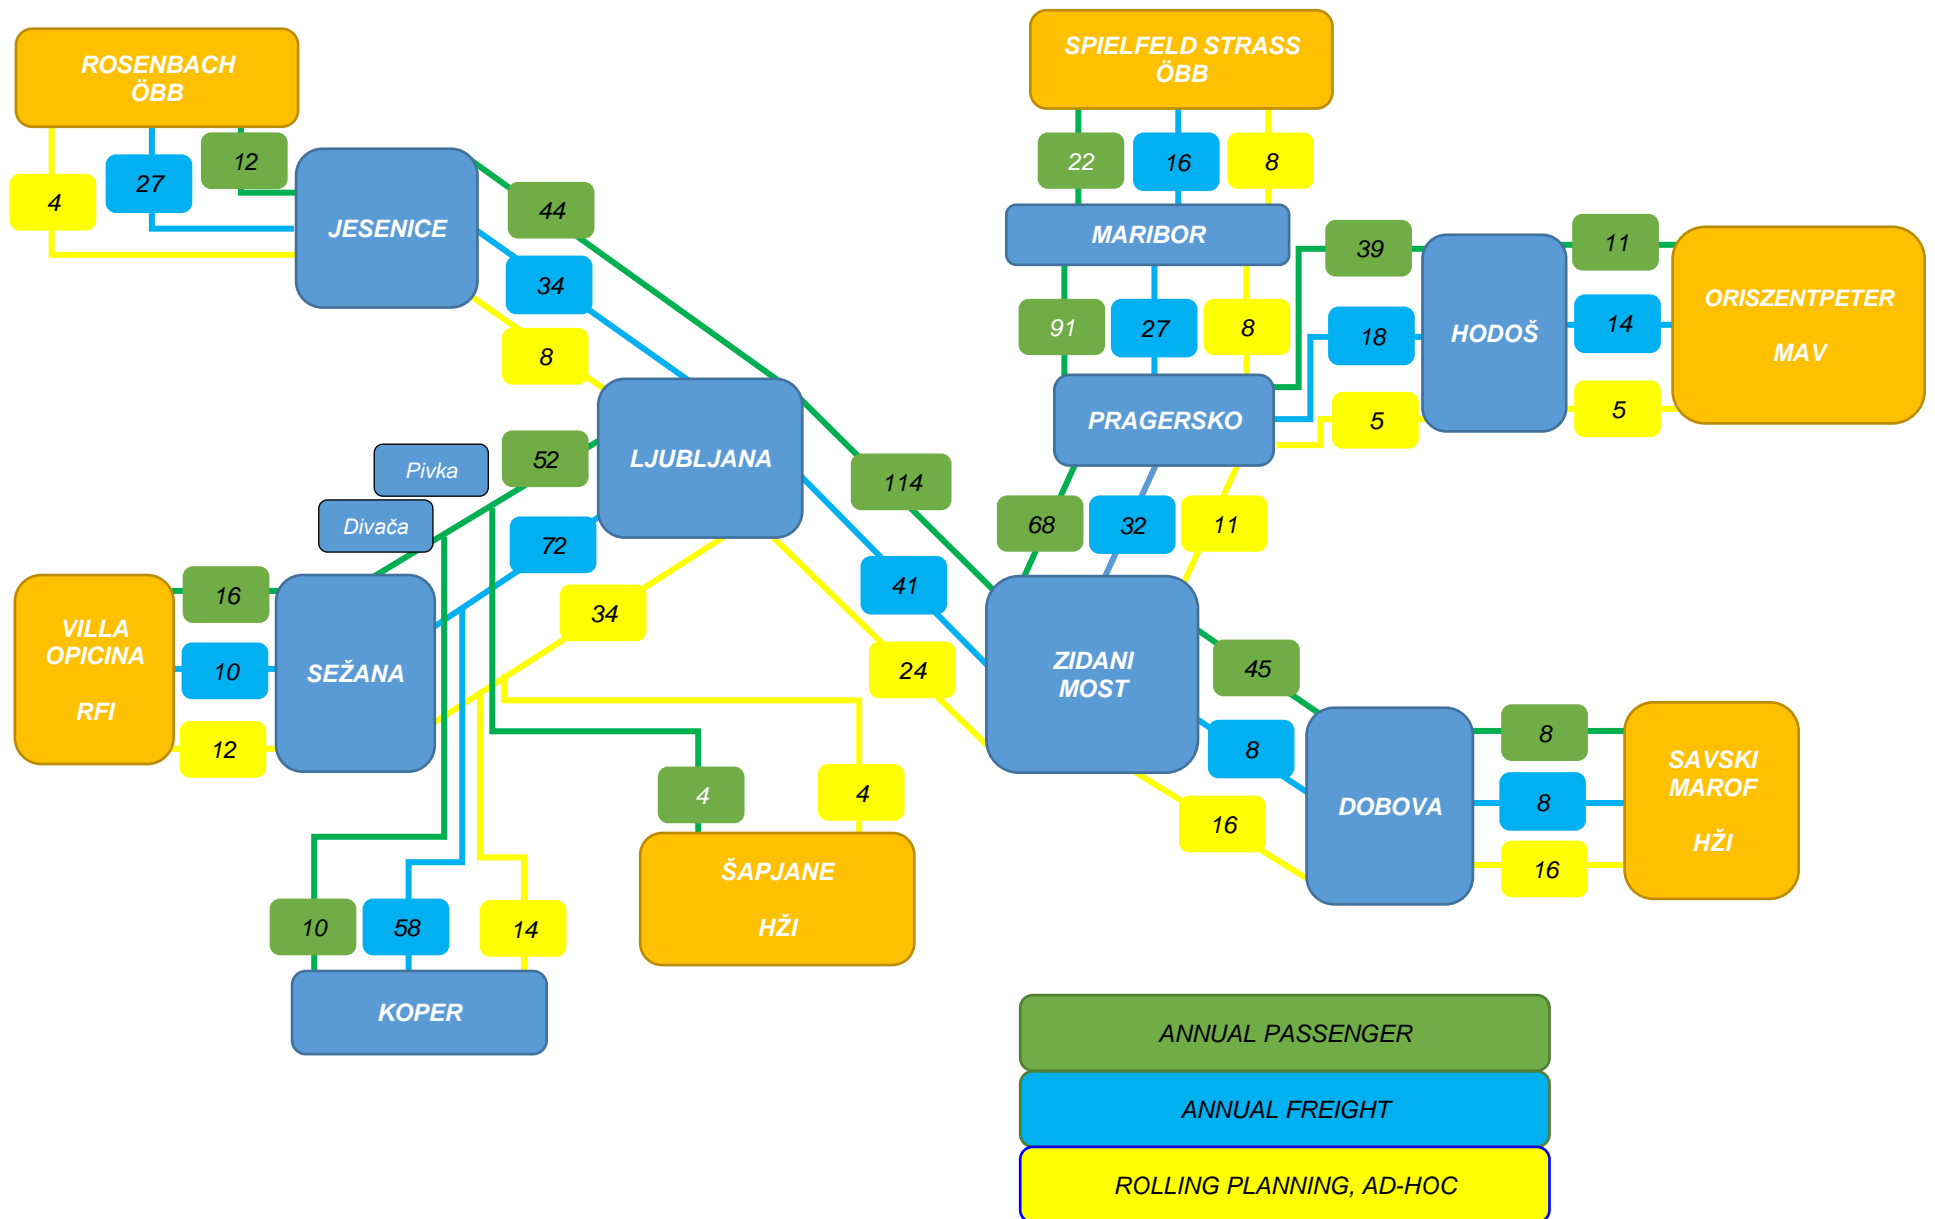 ROSENBACH
ÖBB
SPIELFELD STRASS
ÖBB
4
27
12
22
16
8
JESENICE
44
MARIBOR
34
8
91
27
8
39
18
5
HODOŠ
11
14
5
ORISZENTPETER
MAV
PRAGERSKO
LJUBLJANA
Pivka
Divača
52
72
34
114
41
24
68
32
11
VILLA
OPICINA
RFI
16
10
12
SEŽANA
ZIDANI
MOST
45
8
16
DOBOVA
8
8
16
SAVSKI
MAROF
HŽI
4
4
ŠAPJANE
HŽI
10
58
14
KOPER
ANNUAL PASSENGER
ANNUAL FREIGHT
ROLLING PLANNING, AD-HOC